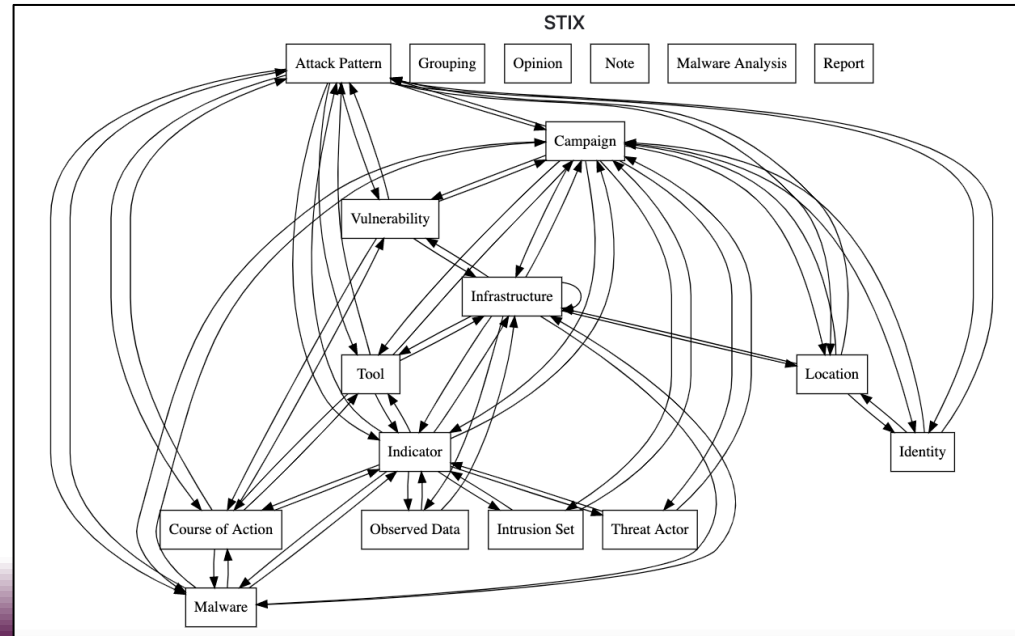 STIX
Attack Pattern
Grouping
Opinion
Note
Malware Analysis
Report
Campaign
Vulnerability
Infrastructure
Tool
Location
Indicator
Identity
Course of Action
Observed Data
Intrusion Set
Threat Actor
Malware